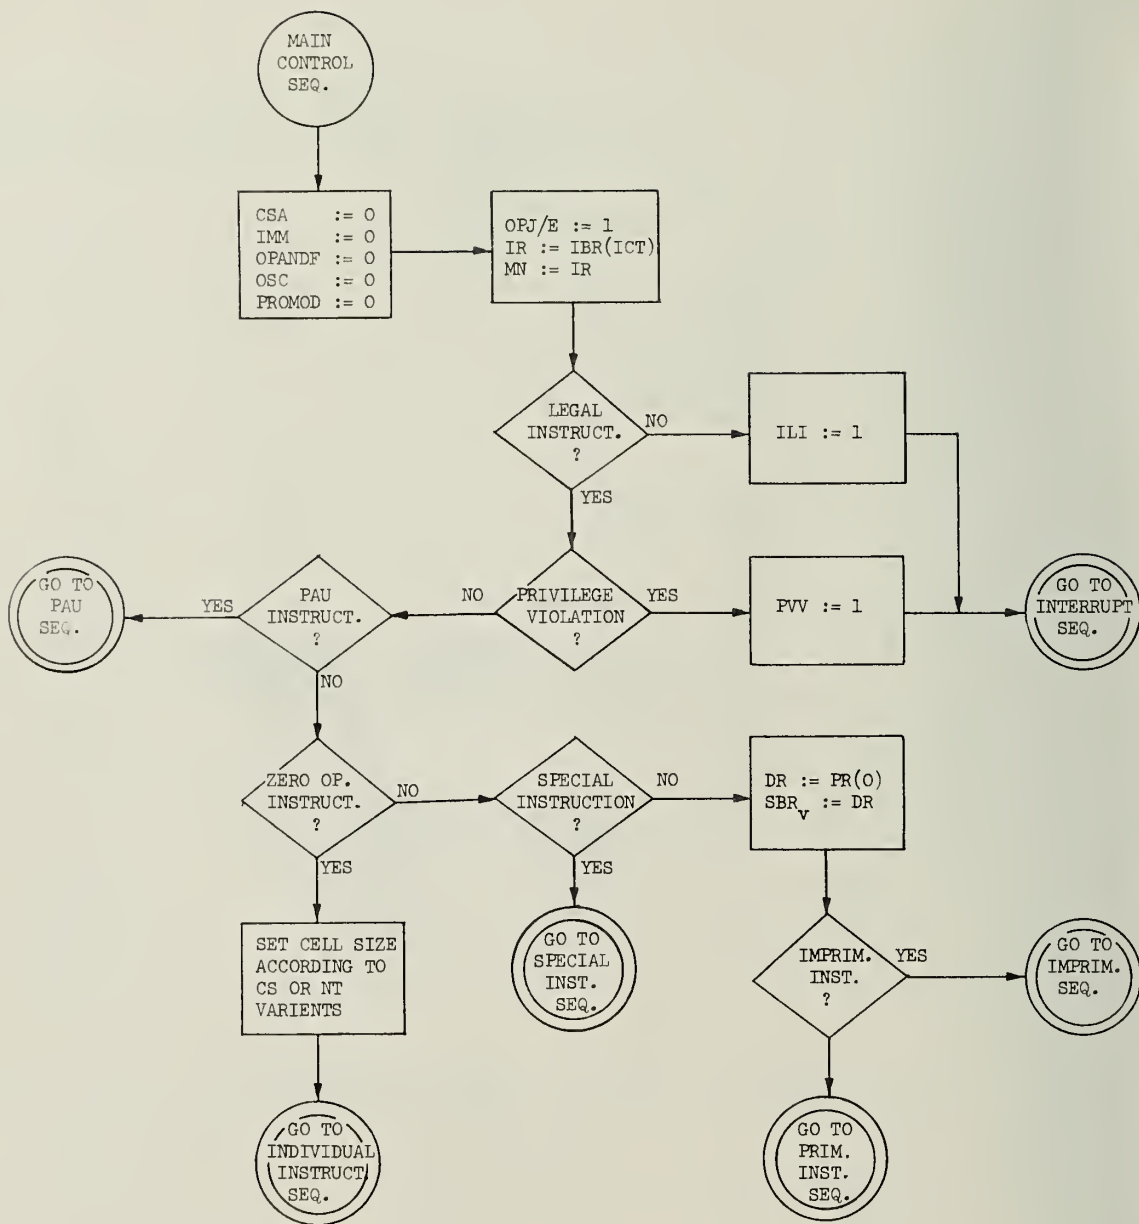 MAIN
CONTROL
SEQ.
CSA := 0
IMM := 0
OPANDF := 0
OSC := 0
PROMOD := 0
OPJ/E := 1
IR := IBR(ICT)
MN := IR
LEGAL
INSTRUCT.
?
NO
ILI := 1
YES
GO TO
PAU
SEQ.
YES
PAU
INSTRUCT.
?
NO
PRIVILEGE
VIOLATION
?
YES
PVV := 1
GO TO
INTERRUPT
SEQ.
NO
ZERO OP.
INSTRUCT.
?
NO
SPECIAL
INSTRUCTION
?
NO
DR := PR(0)
SBRv := DR
YES
YES
SET CELL SIZE
ACCORDING TO
CS OR NT
VARIENTS
GO TO
SPECIAL
INST.
SEQ.
IMPRIM.
INST.
?
YES
GO TO
IMPRIM.
SEQ.
NO
GO TO
INDIVIDUAL
INSTRUCT.
SEQ.
GO TO
PRIM.
INST.
SEQ.